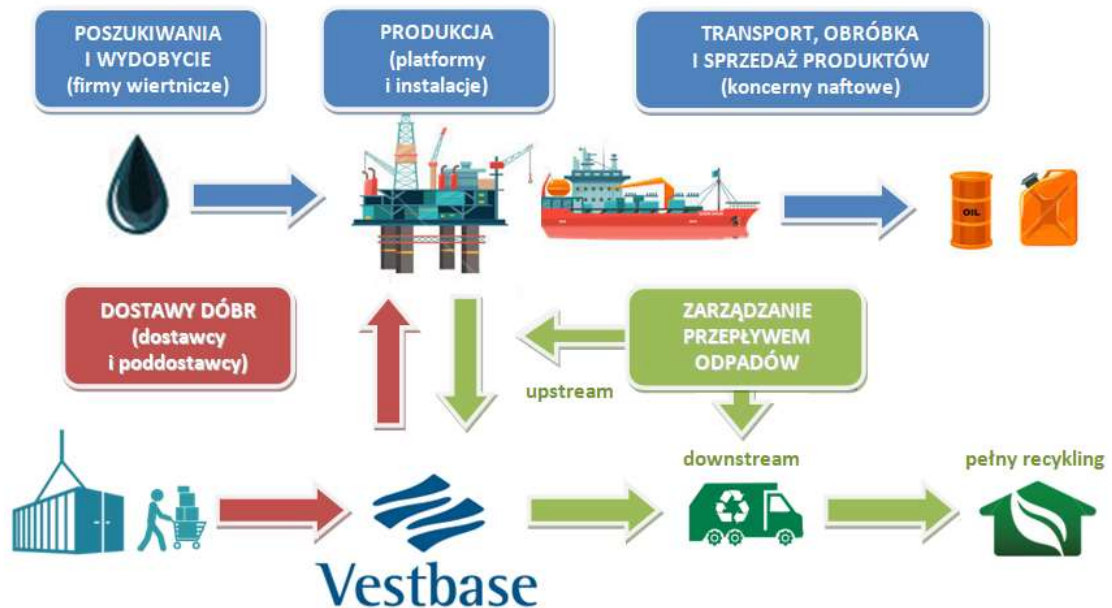 POSZUKIWANIA
I WYDOBYCIE
(firmy wiertnicze)
PRODUKCJA
(platformy
i instalacje)
TRANSPORT, OBRÓBKA
I SPRZEDAŻ PRODUKTÓW
(koncerny naftowe)
OIL
DOSTAWY DÓBR
(dostawcy
i poddostawcy)
ZARZĄDZANIE
PRZEPŁYWEM
ODPADÓW
upstream
downstream
pełny recykling
Vestbase